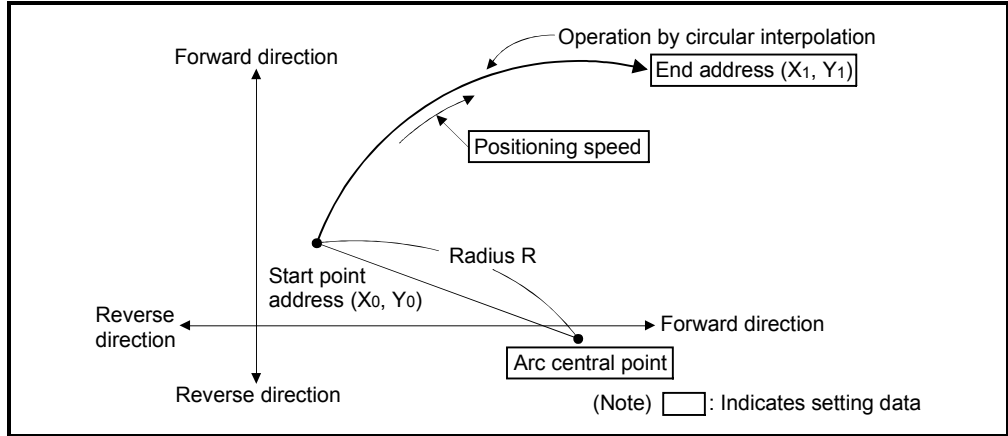 Operation by circular interpolation
Forward direction
End address (X1, Y1)
Positioning speed
Radius R
Start point
address (X0, Y0)
Reverse
direction
Forward direction
Arc central point
Reverse direction
(Note) : Indicates setting data